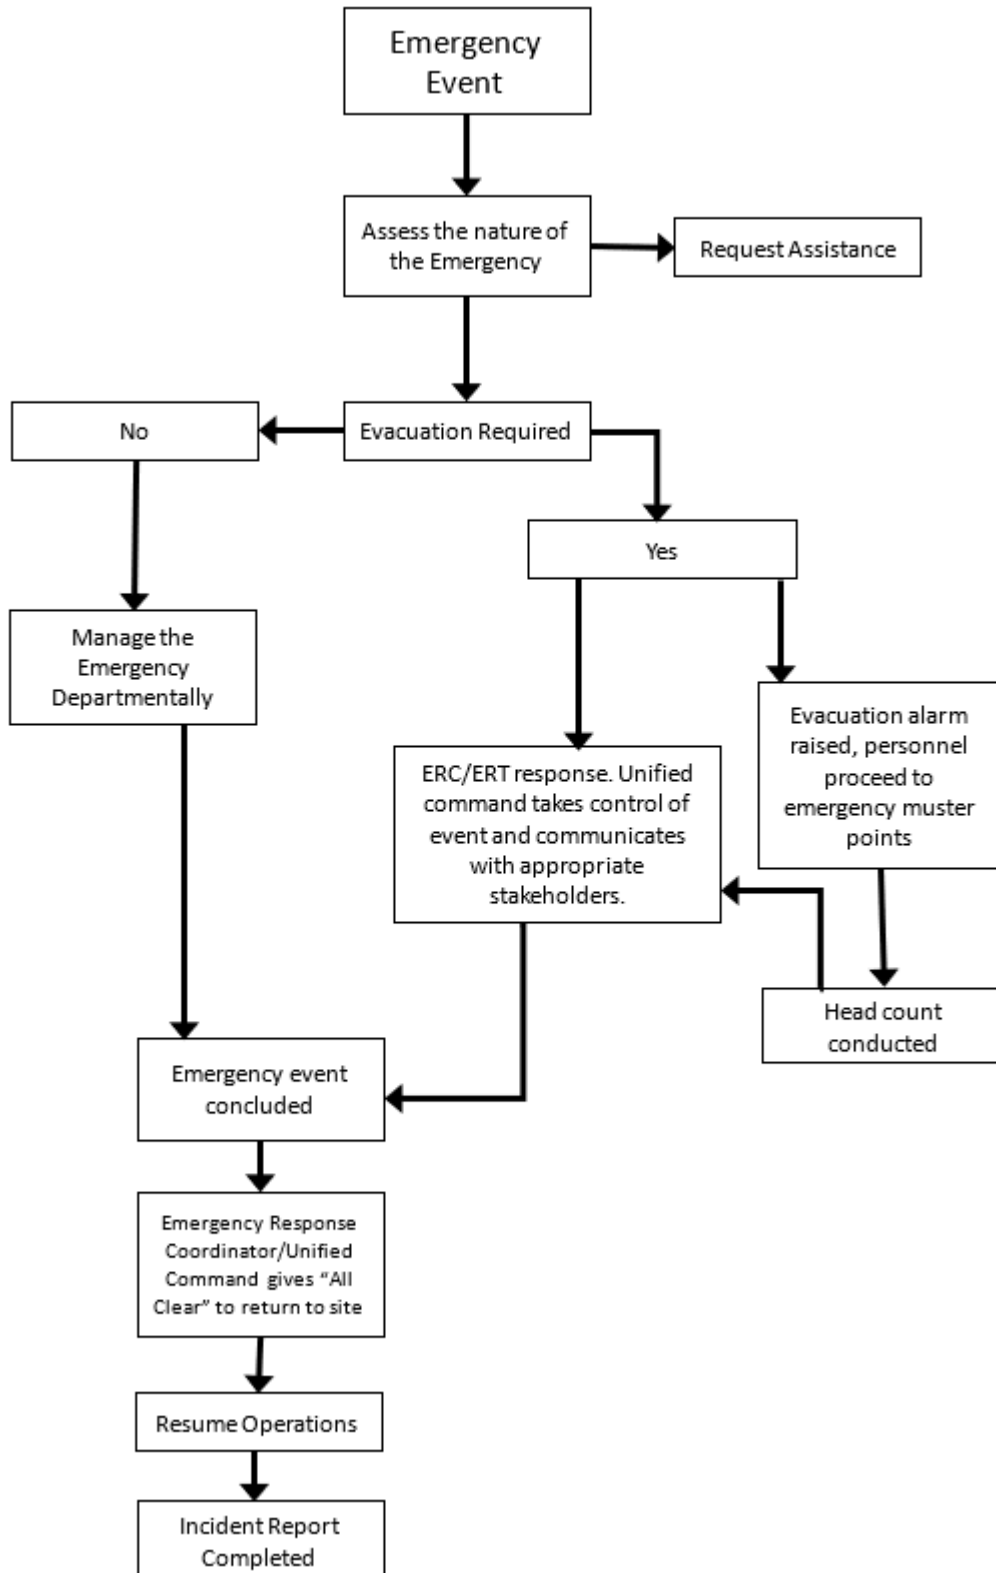 Emergency
Event
Assess the nature of
the Emergency
Request Assistance
No
Evacuation Required
Yes
Manage the
Emergency
Departmentally
Evacuation alarm
raised, personnel
proceed to
emergency muster
points
ERC/ERT response. Unified
command takes control of
event and communicates
with appropriate
stakeholders.
Head count
conducted
Emergency event
concluded
Emergency Response
Coordinator/Unified
Command gives “All
Clear” to return to site
Resume Operations
Incident Report
Completed